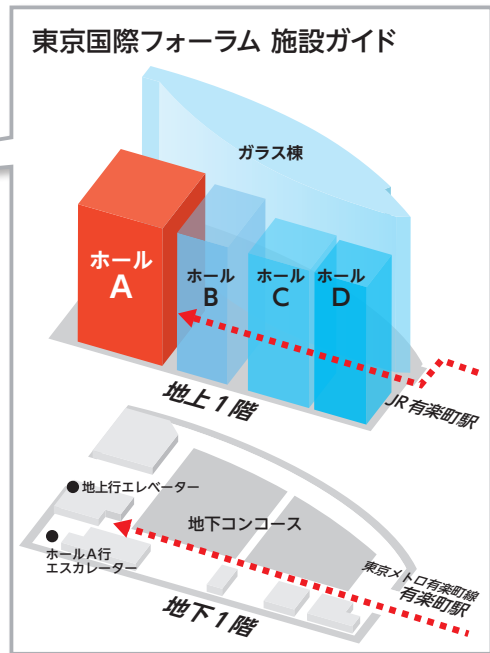 東京国際フォーラム 施設ガイド
ガラス棟
ホール
A
ホール
B
ホール
C
ホール
D
地上1階
JR有楽町駅
地上行エレベーター
地下コンコース
ホールA行
エスカレーター
東京メトロ有楽町線
有楽町駅
地下1階